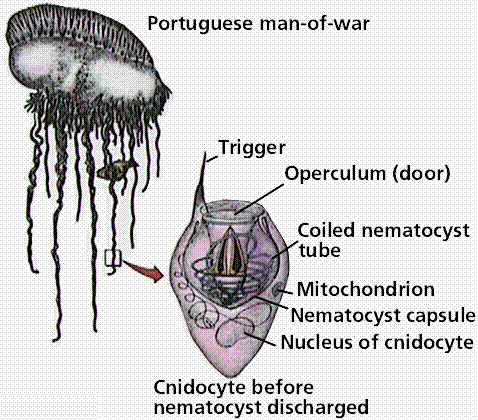 Portuguese man-of-war
Trigger
Operculum (door)
Coiled nematocyst
tube
Mitochondrion
Nematocyst capsule
Nucleus of cnidocyte
Cnidocyte before
nematocyst discharged